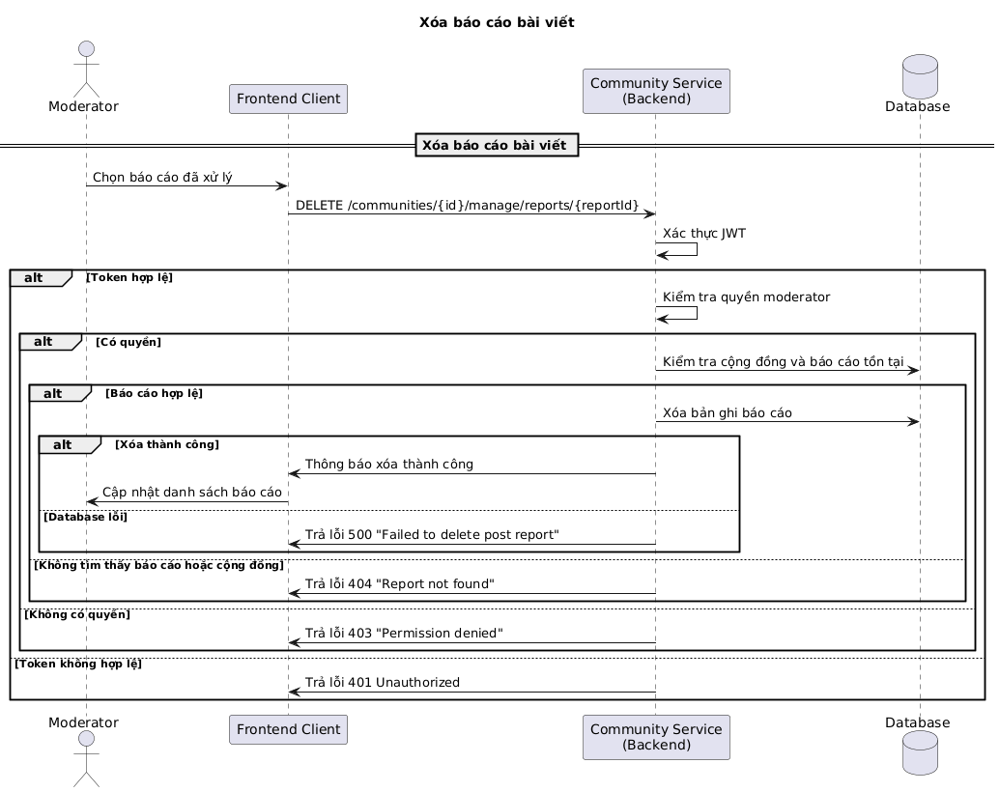 Xóa báo cáo bài viết
Moderator
Frontend Client
Community Service
(Backend)
Database
Xóa báo cáo bài viết
Chọn báo cáo đã xử lý
DELETE /communities/{id}/manage/reports/{reportId}
Xác thực JWT
alt [Token hợp lệ]
Kiểm tra quyền moderator
alt [Có quyền]
Kiểm tra cộng đồng và báo cáo tồn tại
alt [Báo cáo hợp lệ]
Xóa bản ghi báo cáo
alt [Xóa thành công]
Thông báo xóa thành công
Cập nhật danh sách báo cáo
[Database lỗi]
Trả lỗi 500 "Failed to delete post report"
[Không tìm thấy báo cáo hoặc cộng đồng]
Trả lỗi 404 "Report not found"
[Không có quyền]
Trả lỗi 403 "Permission denied"
[Token không hợp lệ]
Trả lỗi 401 Unauthorized
Moderator
Frontend Client
Community Service
(Backend)
Database